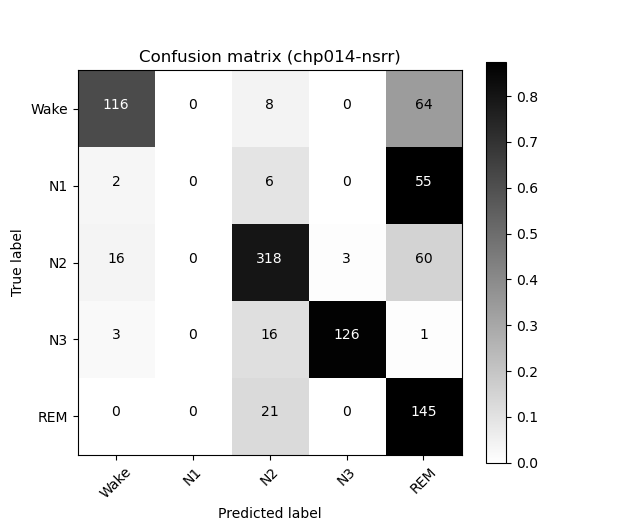 Confusion matrix (chp014-nsrr)
Wake 116 0 8 0 64
N1 2 0 6 0 55
N2 16 0 318 3 60
N3 3 0 16 126 1
REM 0 0 21 0 145
Wake N1 N2 N3 REM
Predicted label
True label
0.8
0.7
0.6
0.5
0.4
0.3
0.2
0.1
0.0